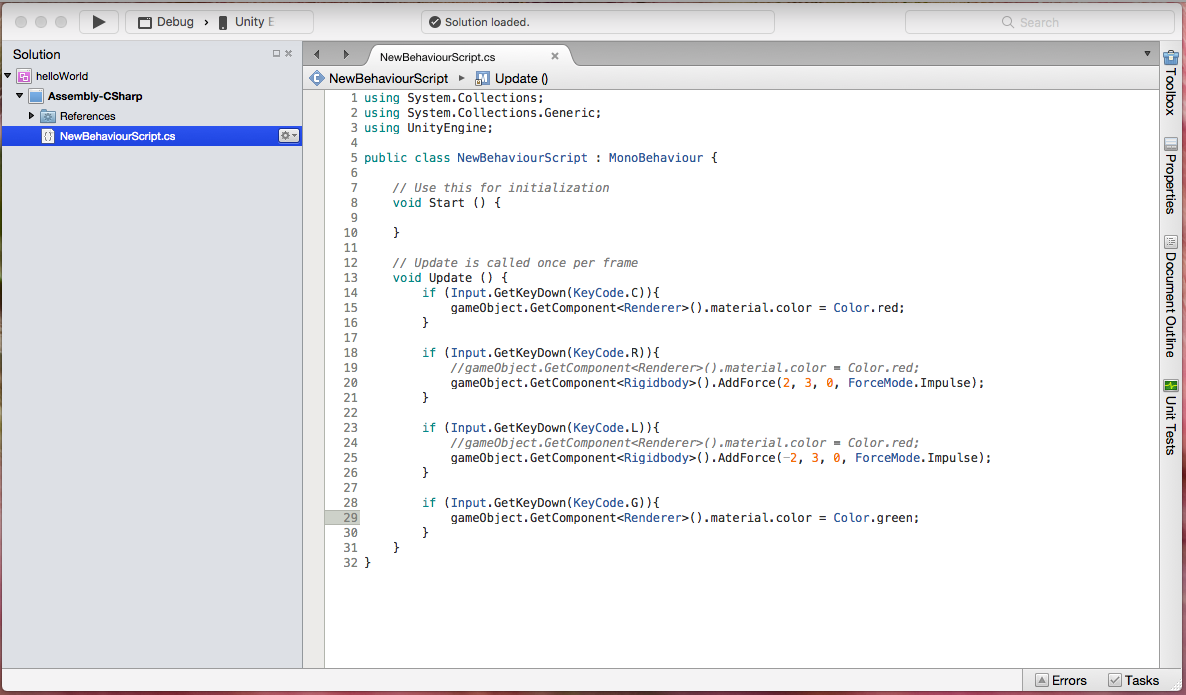 Debug › Unity E
Solution loaded.
Search
Solution
helloWorld
Assembly-CSharp
References
NewBehaviourScript.cs
NewBehaviourScript.cs
NewBehaviourScript ▸ Update ()
1 using System.Collections;
2 using System.Collections.Generic;
3 using UnityEngine;
4
5 public class NewBehaviourScript : MonoBehaviour {
6
7     // Use this for initialization
8     void Start () {
9
10     }
11
12     // Update is called once per frame
13     void Update () {
14         if (Input.GetKeyDown(KeyCode.C)){
15             gameObject.GetComponent<Renderer>().material.color = Color.red;
16         }
17
18         if (Input.GetKeyDown(KeyCode.R)){
19             //gameObject.GetComponent<Renderer>().material.color = Color.red;
20             gameObject.GetComponent<Rigidbody>().AddForce(2, 3, 0, ForceMode.Impulse);
21         }
22
23         if (Input.GetKeyDown(KeyCode.L)){
24             //gameObject.GetComponent<Renderer>().material.color = Color.red;
25             gameObject.GetComponent<Rigidbody>().AddForce(-2, 3, 0, ForceMode.Impulse);
26         }
27
28         if (Input.GetKeyDown(KeyCode.G)){
29             gameObject.GetComponent<Renderer>().material.color = Color.green;
30         }
31     }
32 }
Toolbox
Properties
Document Outline
Unit Tests
Errors
Tasks